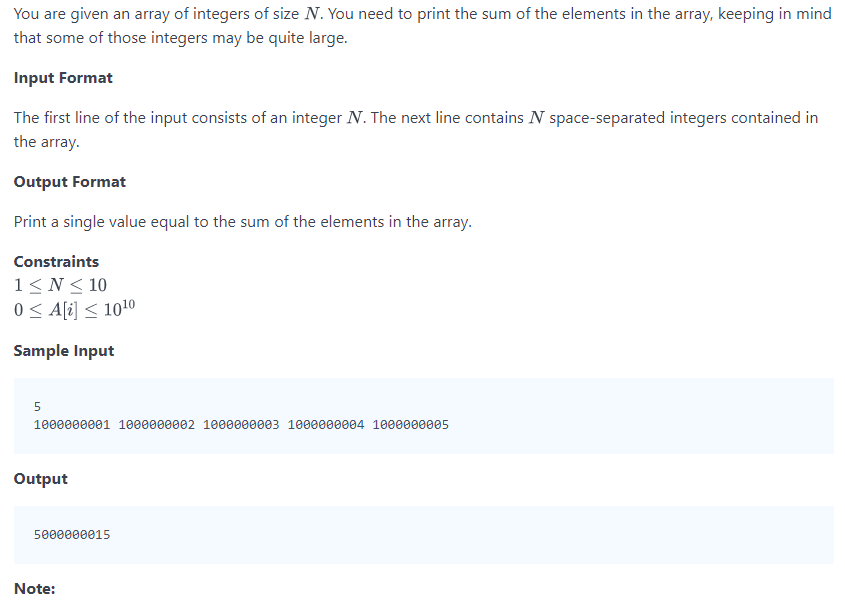 You are given an array of integers of size N. You need to print the sum of the elements in the array, keeping in mind
that some of those integers may be quite large.
Input Format
The first line of the input consists of an integer N. The next line contains N space-separated integers contained in
the array.
Output Format
Print a single value equal to the sum of the elements in the array.
Constraints
1 ≤ N ≤ 10
0 ≤ A[i] ≤ 10¹⁰
Sample Input
5
1000000001 1000000002 1000000003 1000000004 1000000005
Output
5000000015
Note: